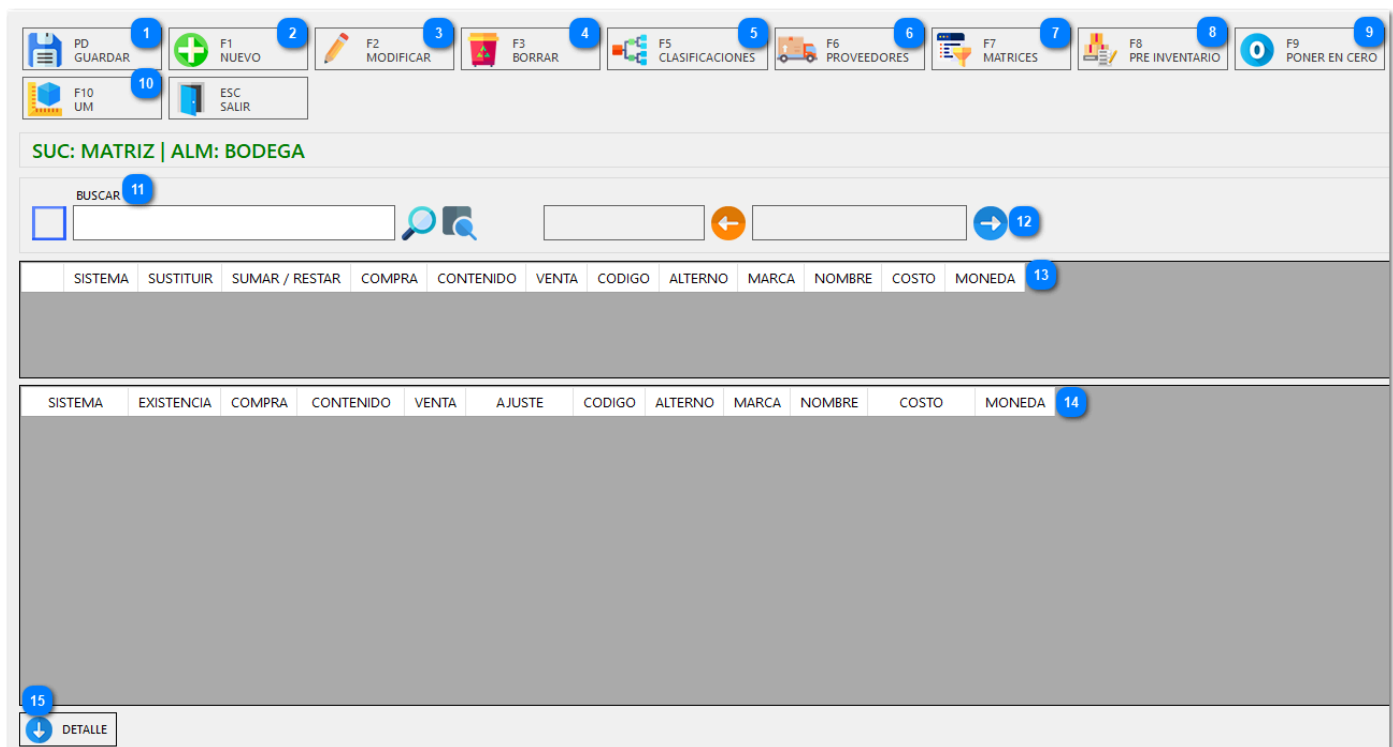 PD GUARDAR 1
F1 NUEVO 2
F2 MODIFICAR 3
F3 BORRAR 4
F5 CLASIFICACIONES 5
F6 PROVEEDORES 6
F7 MATRICES 7
F8 PRE INVENTARIO 8
0 F9 PONER EN CERO 9
F10 UM 10
ESC SALIR
SUC: MATRIZ | ALM: BODEGA
BUSCAR 11
12
SISTEMA SUSTITUIR SUMAR / RESTAR COMPRA CONTENIDO VENTA CODIGO ALTERNO MARCA NOMBRE COSTO MONEDA 13
SISTEMA EXISTENCIA COMPRA CONTENIDO VENTA AJUSTE CODIGO ALTERNO MARCA NOMBRE COSTO MONEDA 14
15
DETALLE